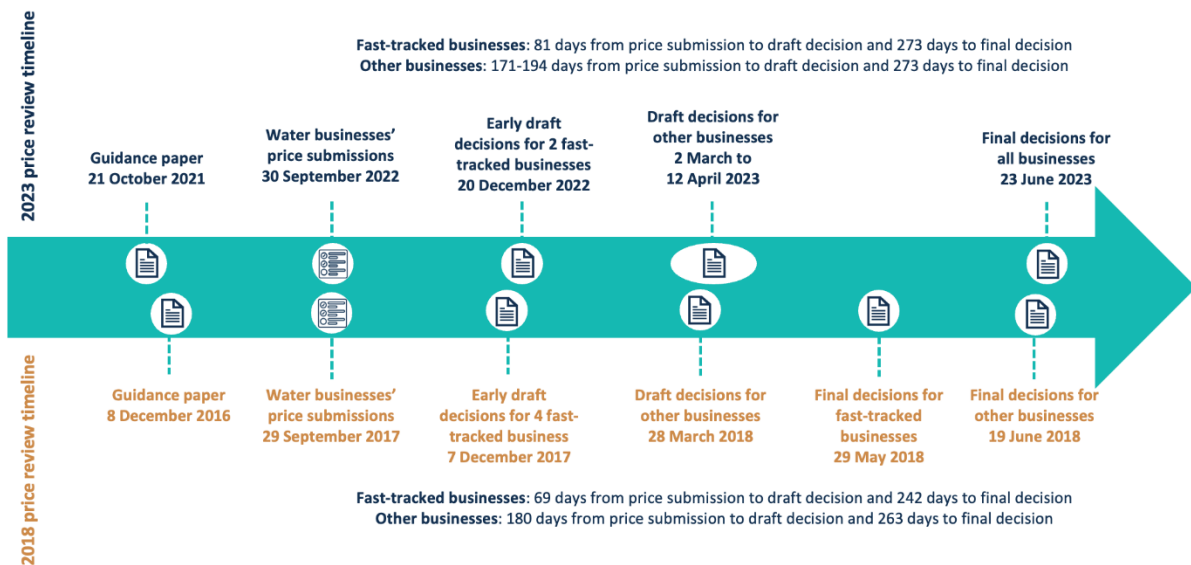 2023 price review timeline
Fast-tracked businesses: 81 days from price submission to draft decision and 273 days to final decision
Other businesses: 171-194 days from price submission to draft decision and 273 days to final decision
Guidance paper
21 October 2021
Water businesses’
price submissions
30 September 2022
Early draft
decisions for 2 fast-
tracked businesses
20 December 2022
Draft decisions for
other businesses
2 March to
12 April 2023
Final decisions for
all businesses
23 June 2023
2018 price review timeline
Guidance paper
8 December 2016
Water businesses’
price submissions
29 September 2017
Early draft
decisions for 4 fast-
tracked business
7 December 2017
Draft decisions for
other businesses
28 March 2018
Final decisions for
fast-tracked
businesses
29 May 2018
Final decisions for
other businesses
19 June 2018
Fast-tracked businesses: 69 days from price submission to draft decision and 242 days to final decision
Other businesses: 180 days from price submission to draft decision and 263 days to final decision